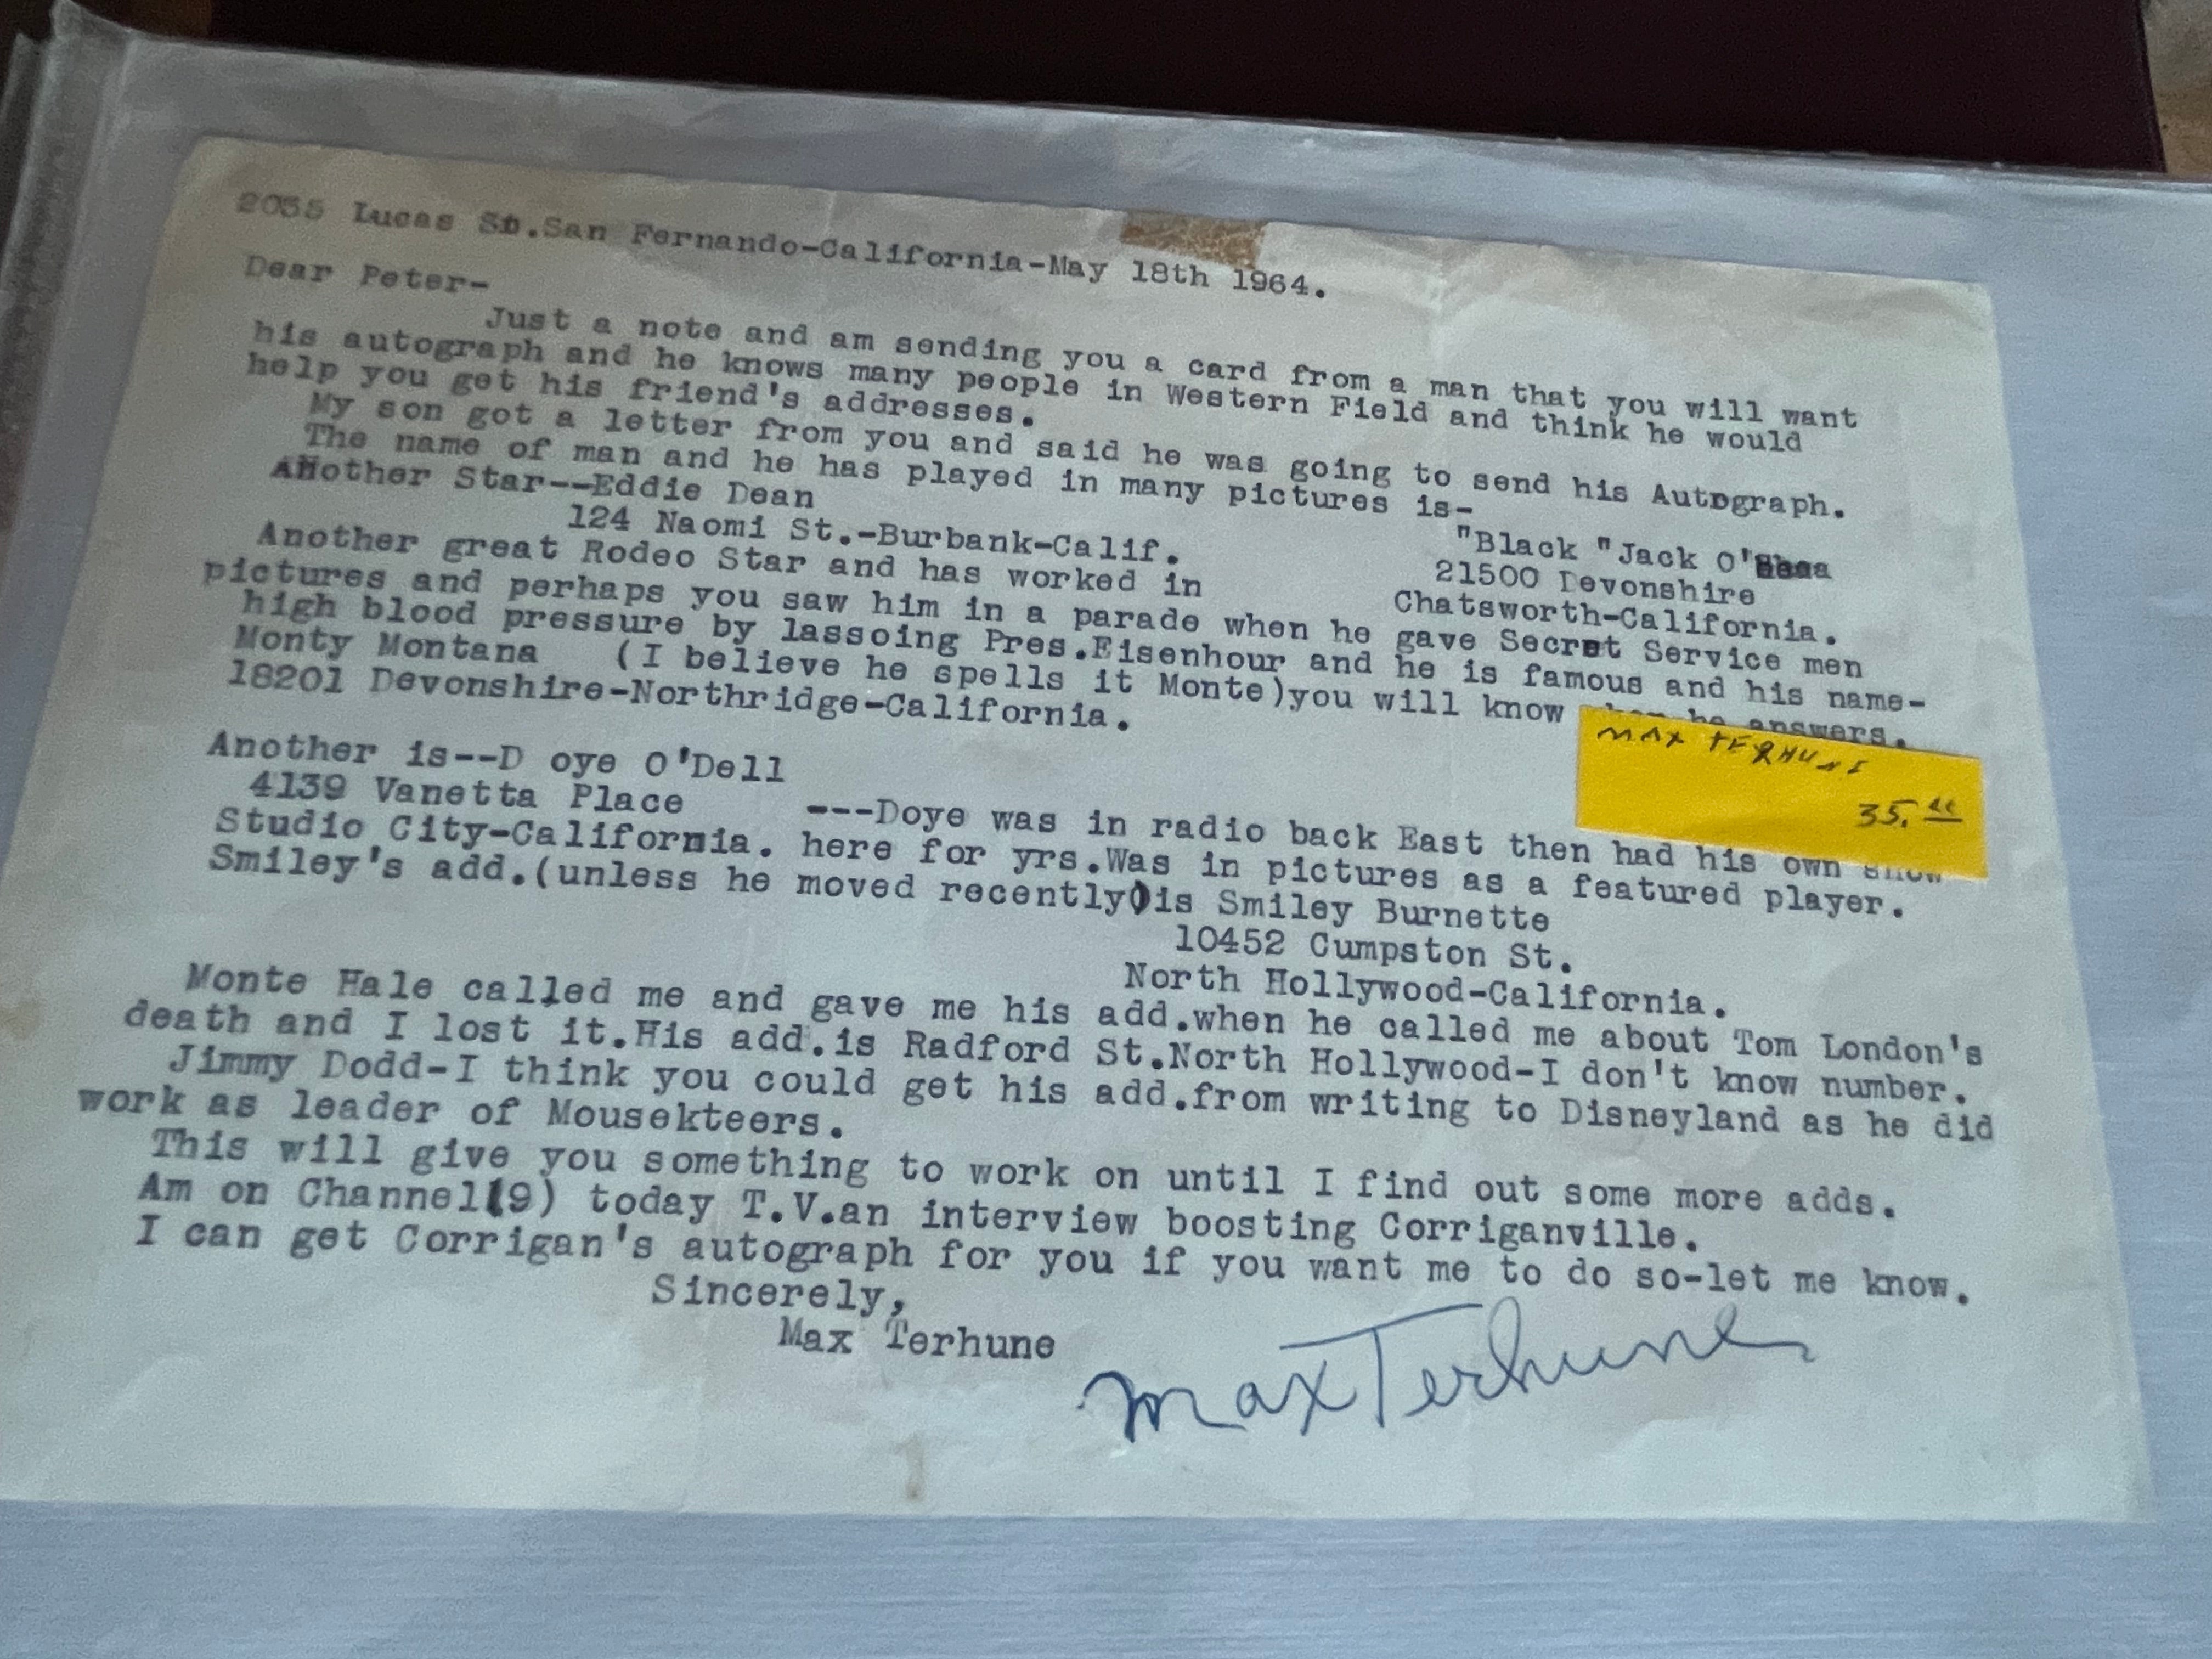 2055 Lucas St.San Fernando-California-May 18th 1964.
Dear Peter-
Just a note and am sending you a card from a man that you will want
his autograph and he knows many people in Western Field and think he would
help you get his friend's addresses.
My son got a letter from you and said he was going to send his Autograph.
The name of man and he has played in many pictures is-
"Black "Jack O'Shea
21500 Devonshire
Chatsworth-California.
Another Star--Eddie Dean
124 Naomi St.-Burbank-Calif.
Another great Rodeo Star and has worked in
pictures and perhaps you saw him in a parade when he gave Secret Service men
high blood pressure by lassoing Pres.Eisenhour and he is famous and his name-
Monty Montana (I believe he spells it Monte)you will know when he answers.
18201 Devonshire-Northridge-California.
MAX TERHUNE
35.00
Another is--D oye O'Dell
4139 Vanetta Place ---Doye was in radio back East then had his own show
Studio City-California. here for yrs.Was in pictures as a featured player.
Smiley's add.(unless he moved recently)is Smiley Burnette
10452 Cumpston St.
North Hollywood-California.
Monte Hale called me and gave me his add.when he called me about Tom London's
death and I lost it.His add.is Radford St.North Hollywood-I don't know number.
Jimmy Dodd-I think you could get his add.from writing to Disneyland as he did
work as leader of Mousekteers.
This will give you something to work on until I find out some more adds.
Am on Channel(9) today T.V.an interview boosting Corriganville.
I can get Corrigan's autograph for you if you want me to do so-let me know.
Sincerely,
Max Terhune
Max Terhune